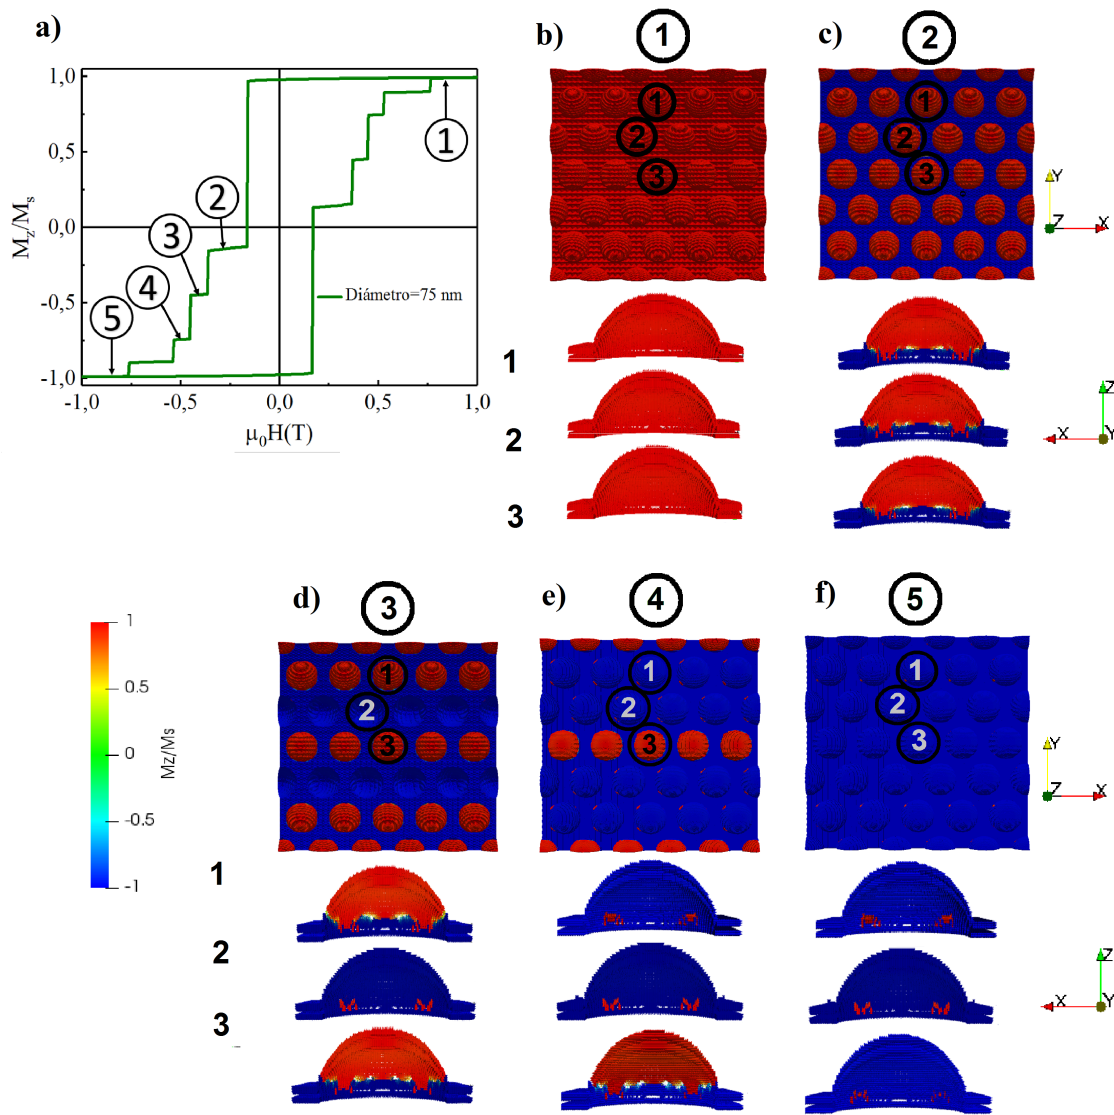 a)
1,0
0,5
0,0
-0,5
-1,0
M_Z/M_s
-1,0 -0,5 0,0 0,5 1,0
μ₀H(T)
1
2
3
4
5
Diámetro=75 nm
b) 1
1
2
3
1
2
3
c) 2
1
2
3
Y
Z X
Z
X Y
1
0.5
0
-0.5
-1
Mz/Ms
d) 3
1
2
3
1
2
3
e) 4
1
2
3
f) 5
1
2
3
Y
Z X
Z
X Y